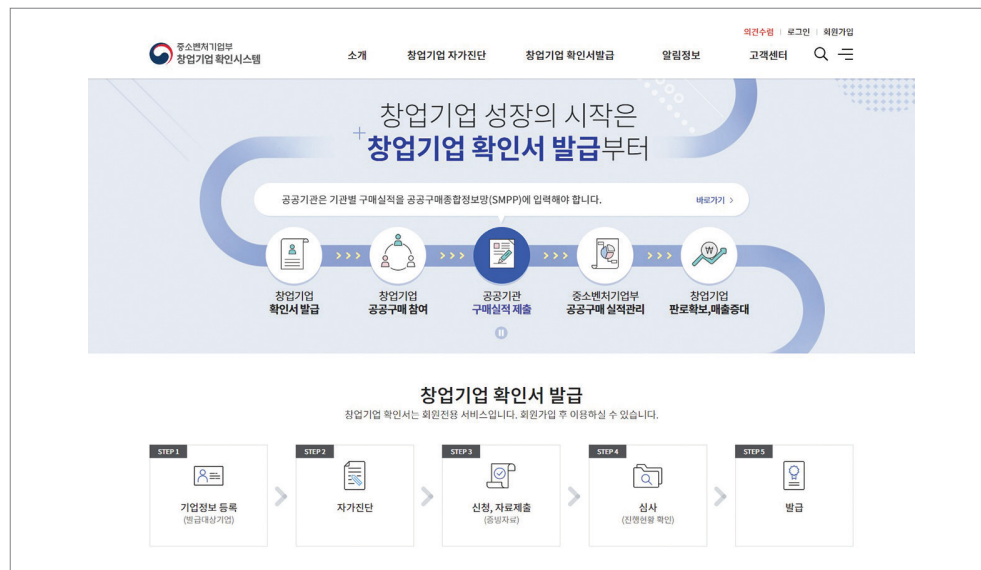 의견수렴 | 로그인 | 회원가입
중소벤처기업부
창업기업 확인시스템
소개 창업기업 자가진단 창업기업 확인서발급 알림정보 고객센터
창업기업 성장의 시작은
창업기업 확인서 발급부터
공공기관은 기관별 구매실적을 공공구매종합정보망(SMPP)에 입력해야 합니다. 바로가기 >
>>> >>> >>> >>>
창업기업 창업기업 공공기관 중소벤처기업부 창업기업
확인서 발급 공공구매 참여 구매실적 제출 공공구매 실적관리 판로확보,매출증대
창업기업 확인서 발급
창업기업 확인서는 회원전용 서비스입니다. 회원가입 후 이용하실 수 있습니다.
STEP 1 STEP 2 STEP 3 STEP 4 STEP 5
기업정보 등록 자가진단 신청, 자료제출 심사 발급
(발급대상기업) (증빙자료) (진행현황 확인)